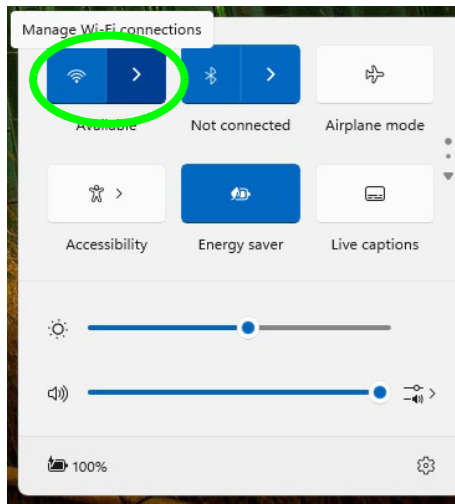 Manage Wi-Fi connections
Available
Not connected
Airplane mode
Accessibility
Energy saver
Live captions
100%